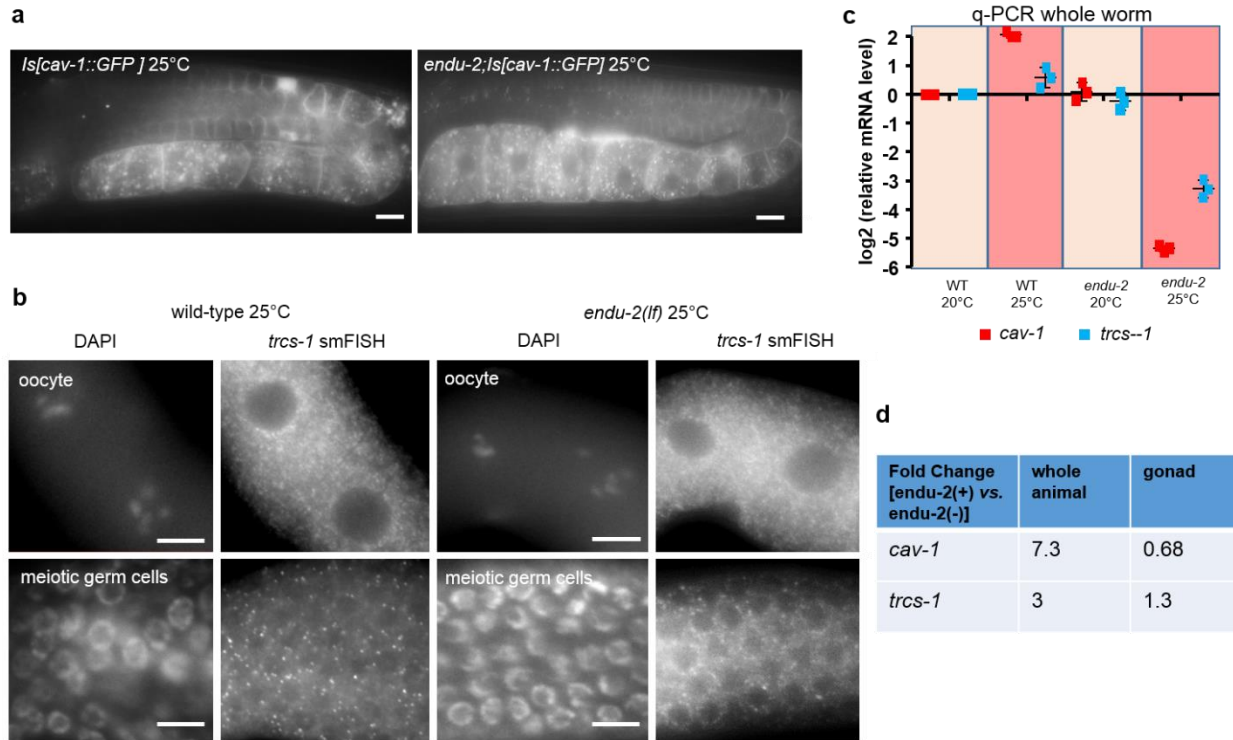 a
Is[cav-1::GFP ] 25°C
endu-2;Is[cav-1::GFP] 25°C
b
wild-type 25°C
endu-2(lf) 25°C
DAPI
trcs-1 smFISH
DAPI
trcs-1 smFISH
oocyte
oocyte
meiotic germ cells
meiotic germ cells
c
q-PCR whole worm
log2 (relative mRNA level)
2
1
0
-1
-2
-3
-4
-5
-6
WT
20°C
WT
25°C
endu-2
20°C
endu-2
25°C
cav-1
trcs--1
d
Fold Change
[endu-2(+) vs.
endu-2(-)]
whole
animal
gonad
cav-1
7.3
0.68
trcs-1
3
1.3